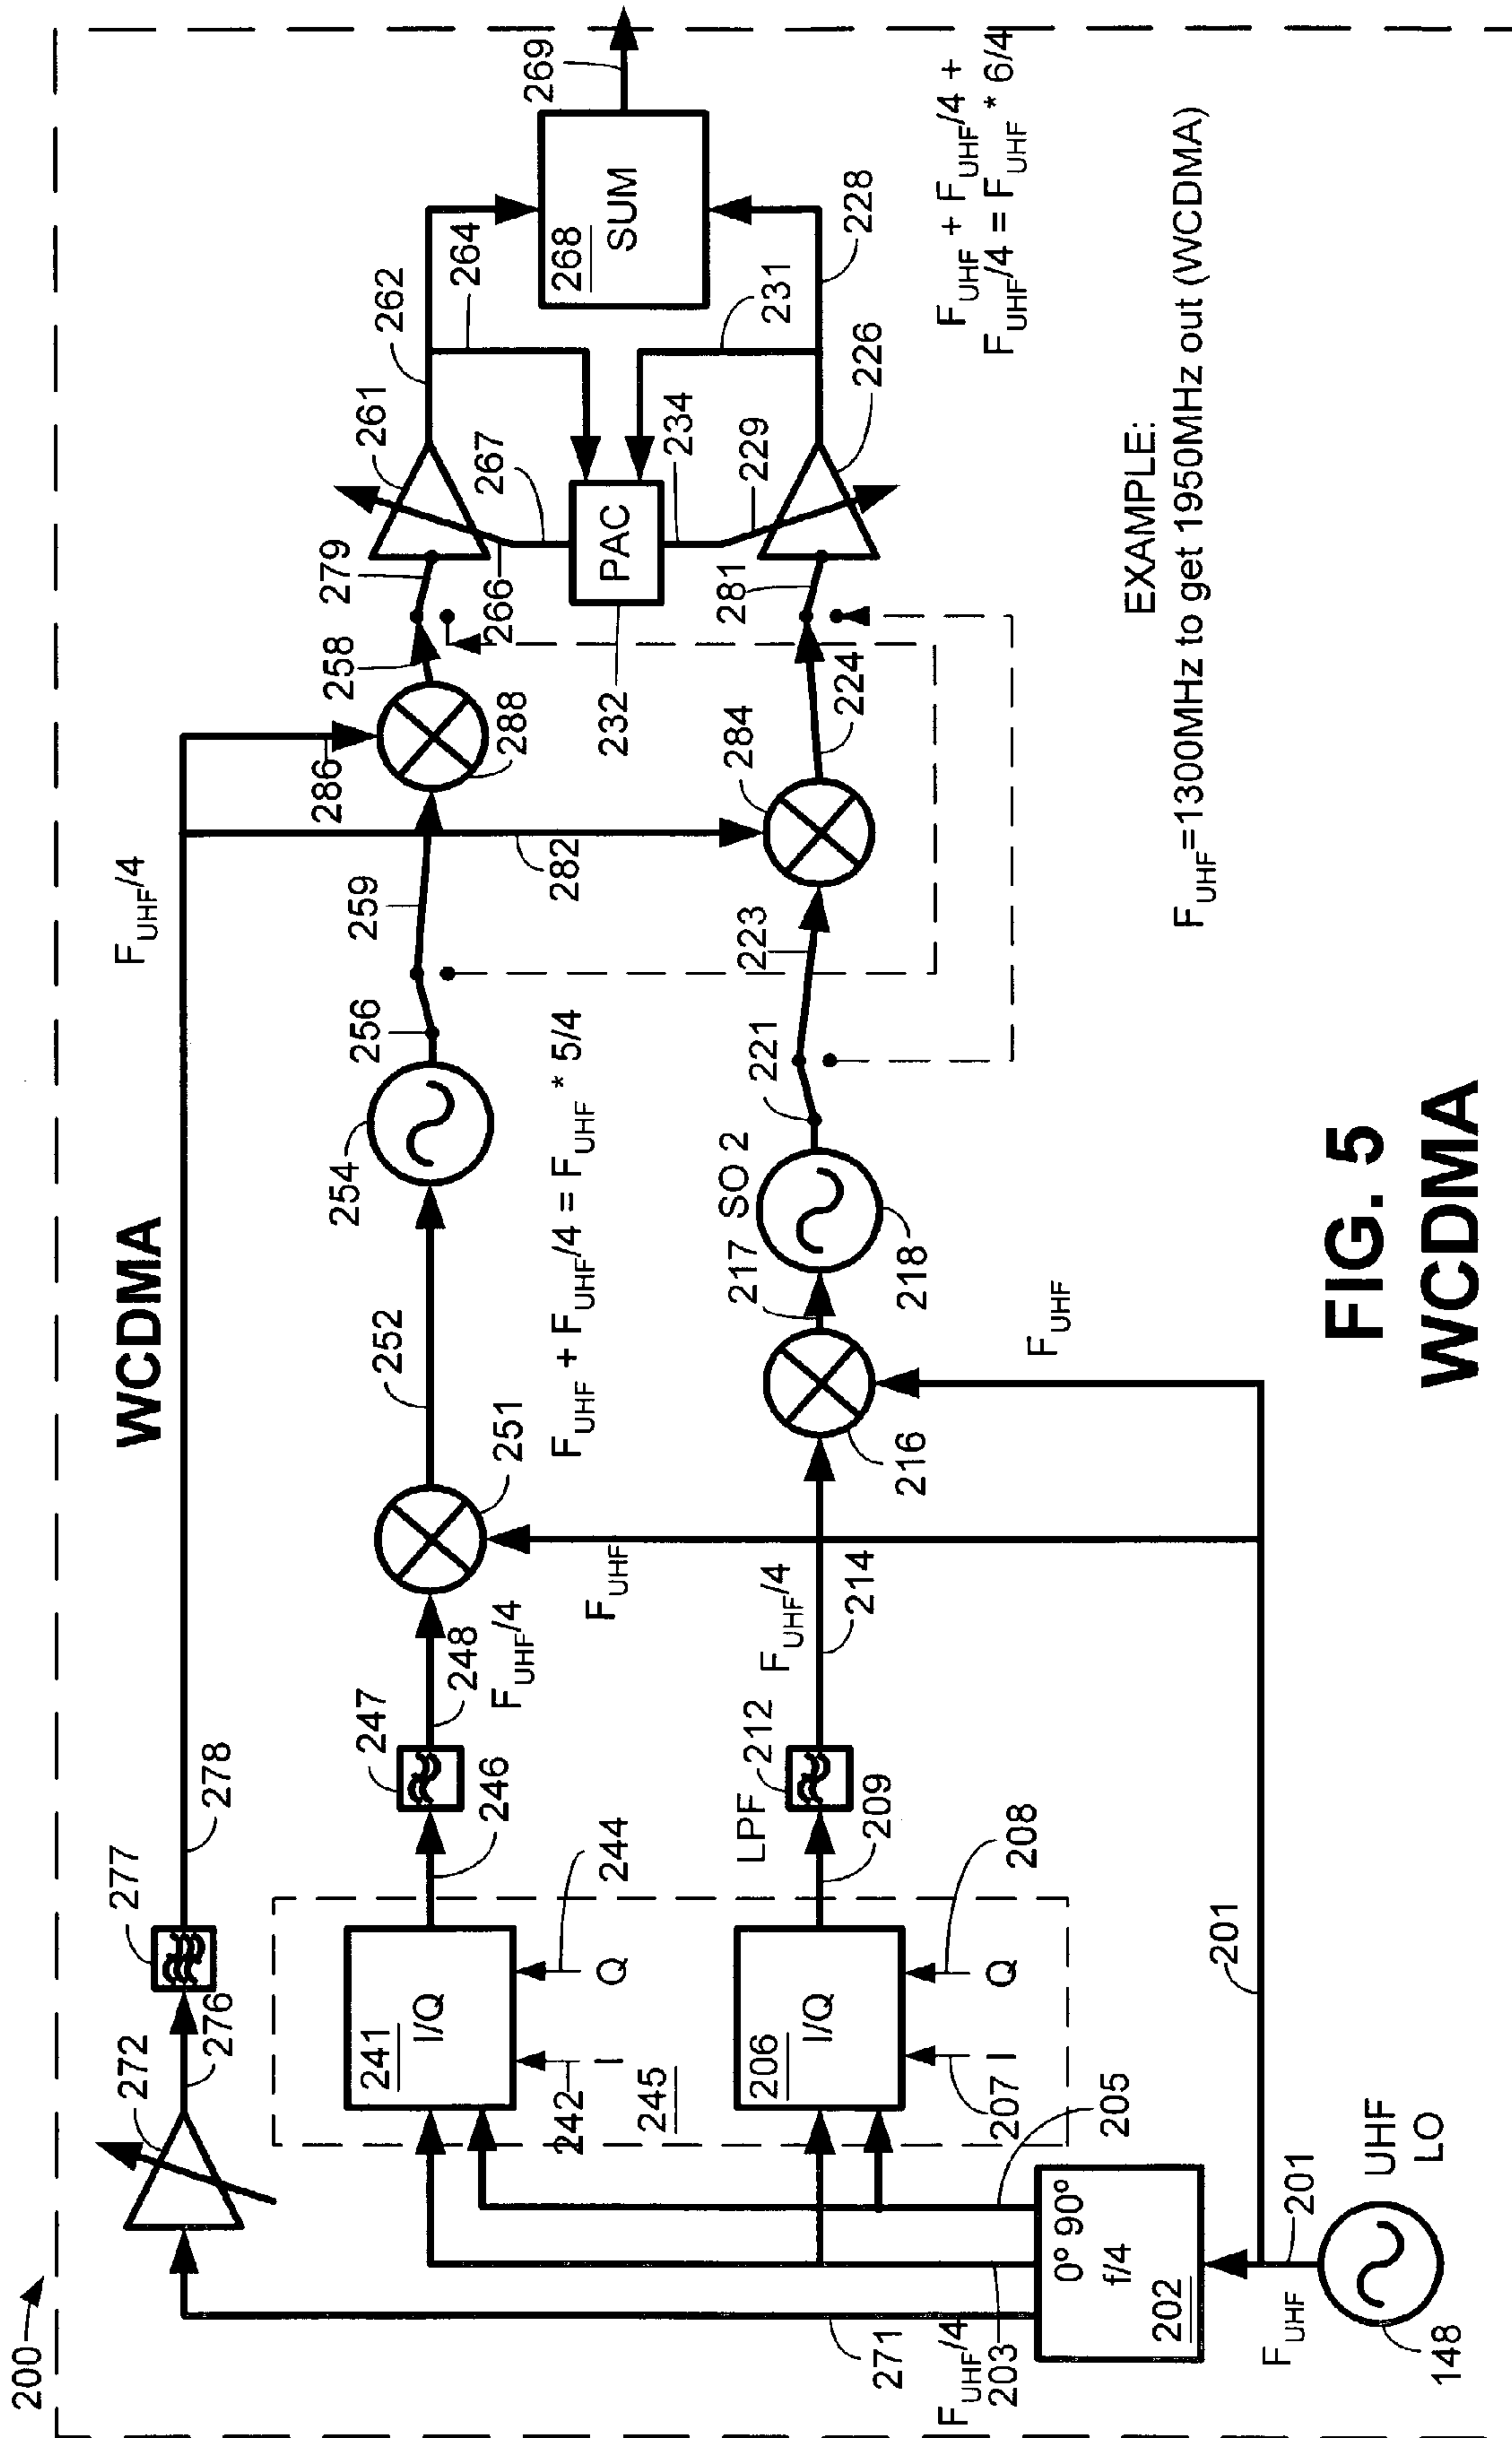 200
WCDMA
272
276
277
278
F_UHF/4
286
282
271
F_UHF/4
203
241
I/Q
242
I
Q
244
245
246
247
248
F_UHF/4
251
252
F_UHF
F_UHF + F_UHF/4 = F_UHF * 5/4
254
256
259
288
258
279
266
267
261
262
264
PAC
232
234
229
231
268
SUM
269
206
I/Q
207
I
Q
208
205
209
LPF
212
214
F_UHF/4
216
217
SO 2
218
221
223
284
224
281
226
228
F_UHF
201
0º 90º
f/4
202
201
F_UHF
148
UHF
LO
F_UHF + F_UHF/4 +
F_UHF/4 = F_UHF * 6/4
EXAMPLE:
F_UHF=1300MHz to get 1950MHz out (WCDMA)
FIG. 5
WCDMA